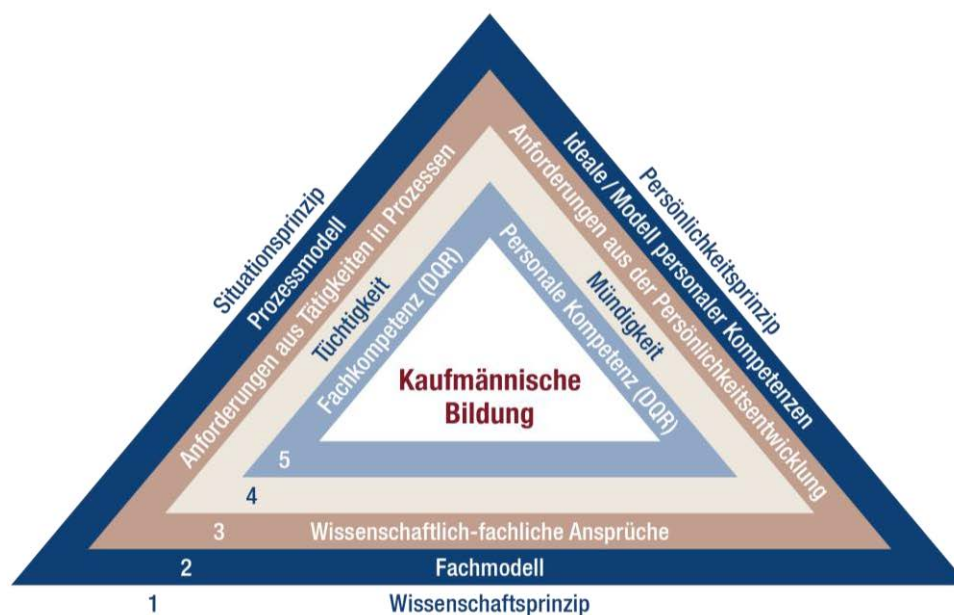 Situationsprinzip
Prozessmodell
Anforderungen aus Tätigkeiten in Prozessen
Tüchtigkeit
Fachkompetenz (DQR)
Persönlichkeitsprinzip
Ideale / Modell personaler Kompetenzen
Anforderungen aus der Persönlichkeitsentwicklung
Mündigkeit
Personale Kompetenz (DQR)
Kaufmännische
Bildung
5
4
3 Wissenschaftlich-fachliche Ansprüche
2 Fachmodell
1 Wissenschaftsprinzip